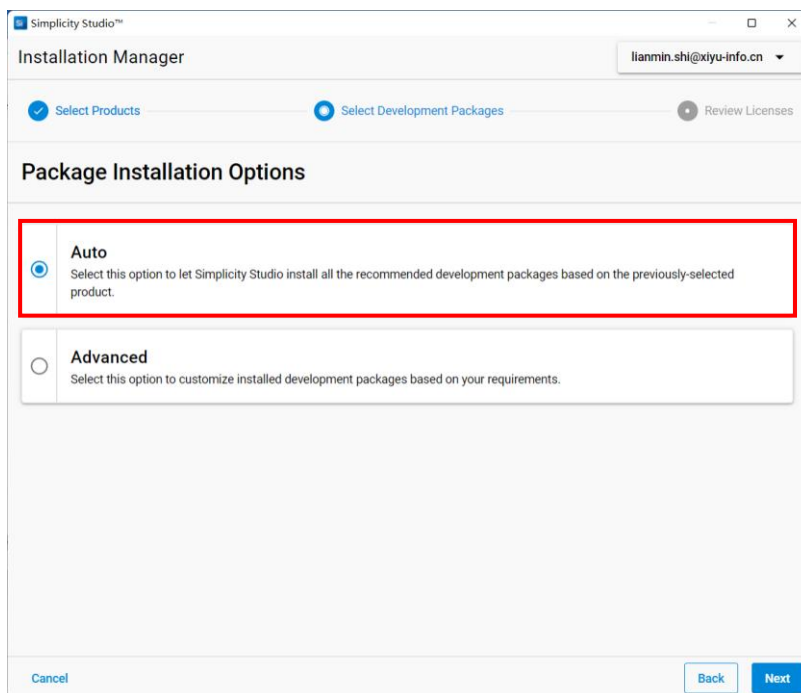 Simplicity Studio™
Installation Manager
lianmin.shi@xiyu-info.cn
Select Products
Select Development Packages
Review Licenses
Package Installation Options
Auto
Select this option to let Simplicity Studio install all the recommended development packages based on the previously-selected
product.
Advanced
Select this option to customize installed development packages based on your requirements.
Cancel
Back
Next